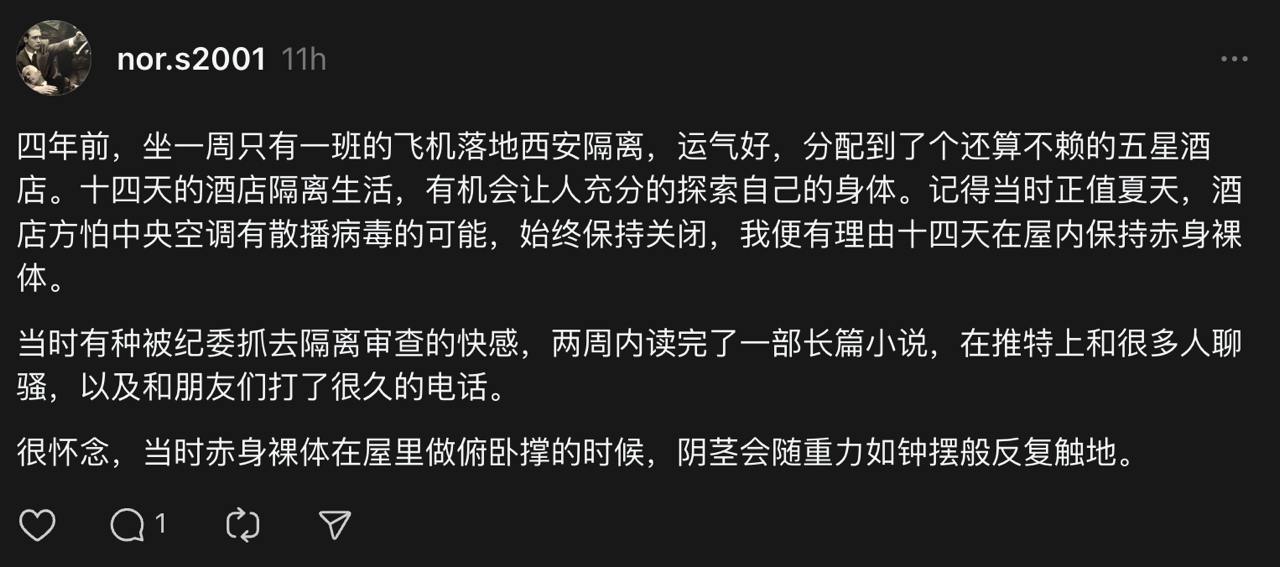 nor.s2001 11h
四年前，坐一周只有一班的飞机落地西安隔离，运气好，分配到了个还算不赖的五星酒
店。十四天的酒店隔离生活，有机会让人充分的探索自己的身体。记得当时正值夏天，酒
店方怕中央空调有散播病毒的可能，始终保持关闭，我便有理由十四天在屋内保持赤身裸
体。
当时有种被纪委抓去隔离审查的快感，两周内读完了一部长篇小说，在推特上和很多人聊
骚，以及和朋友们打了很久的电话。
很怀念，当时赤身裸体在屋里做俯卧撑的时候，阴茎会随重力如钟摆般反复触地。
1